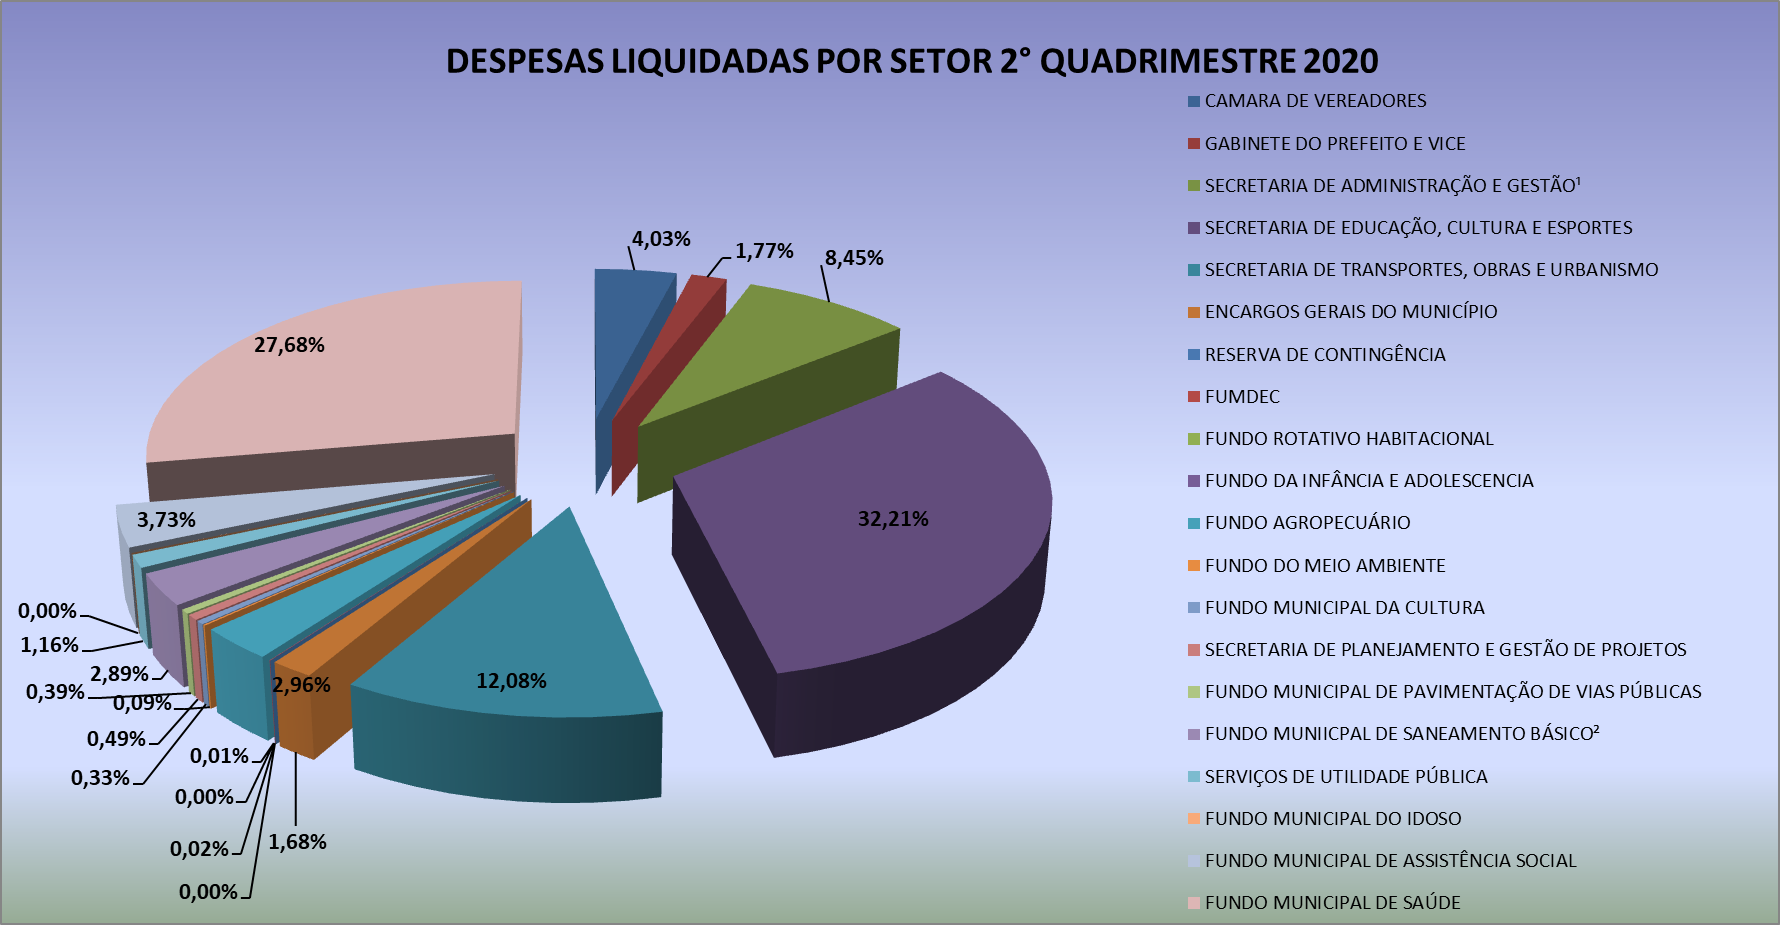 DESPESAS LIQUIDADAS POR SETOR 2° QUADRIMESTRE 2020
CAMARA DE VEREADORES
GABINETE DO PREFEITO E VICE
SECRETARIA DE ADMINISTRAÇÃO E GESTÃO¹
SECRETARIA DE EDUCAÇÃO, CULTURA E ESPORTES
SECRETARIA DE TRANSPORTES, OBRAS E URBANISMO
ENCARGOS GERAIS DO MUNICÍPIO
RESERVA DE CONTINGÊNCIA
FUMDEC
FUNDO ROTATIVO HABITACIONAL
FUNDO DA INFÂNCIA E ADOLESCENCIA
FUNDO AGROPECUÁRIO
FUNDO DO MEIO AMBIENTE
FUNDO MUNICIPAL DA CULTURA
SECRETARIA DE PLANEJAMENTO E GESTÃO DE PROJETOS
FUNDO MUNICIPAL DE PAVIMENTAÇÃO DE VIAS PÚBLICAS
FUNDO MUNIICPAL DE SANEAMENTO BÁSICO²
SERVIÇOS DE UTILIDADE PÚBLICA
FUNDO MUNICIPAL DO IDOSO
FUNDO MUNICIPAL DE ASSISTÊNCIA SOCIAL
FUNDO MUNICIPAL DE SAÚDE
4,03%
1,77%
8,45%
32,21%
12,08%
1,68%
0,00%
0,02%
0,00%
0,01%
2,96%
0,33%
0,09%
0,49%
0,39%
2,89%
1,16%
0,00%
3,73%
27,68%